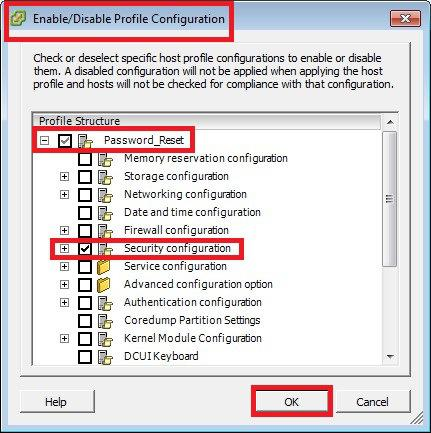 Enable/Disable Profile Configuration
Check or deselect specific host profile configurations to enable or disable
them. A disabled configuration will not be applied when applying the host
profile and hosts will not be checked for compliance with that configuration.
Profile Structure
Password_Reset
Memory reservation configuration
Storage configuration
Networking configuration
Date and time configuration
Firewall configuration
Security configuration
Service configuration
Advanced configuration option
Authentication configuration
Coredump Partition Settings
Kernel Module Configuration
DCUI Keyboard
Help
OK
Cancel